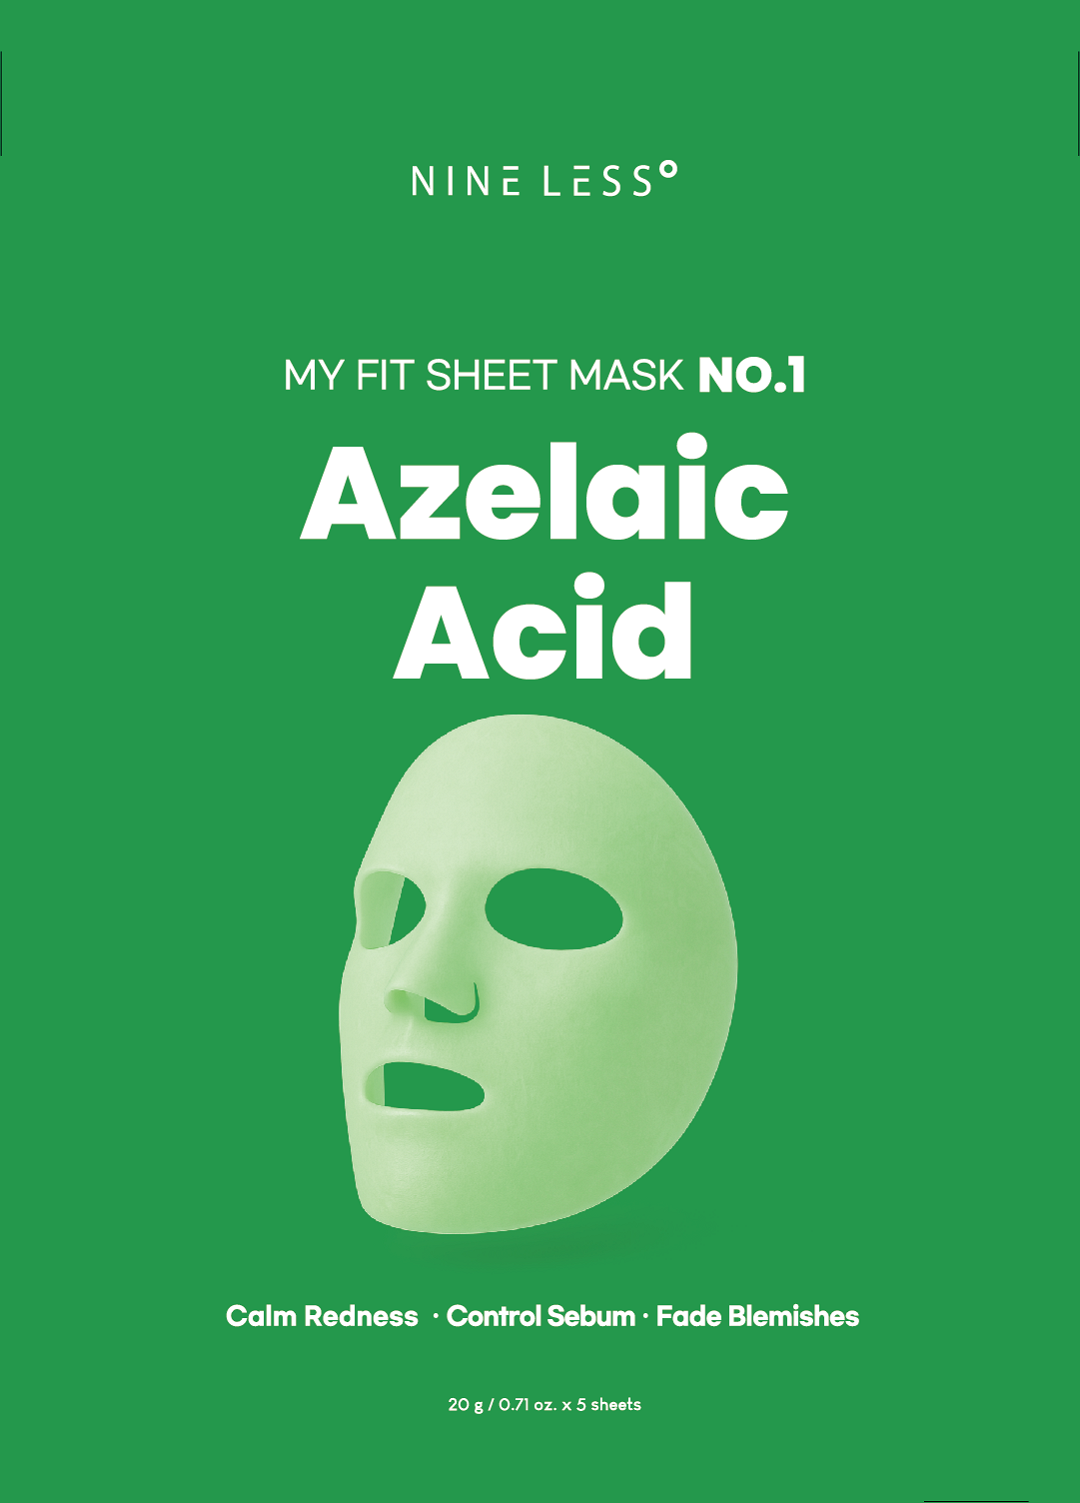 NINE LESS°
MY FIT SHEET MASK NO.1
Azelaic
Acid
Calm Redness · Control Sebum · Fade Blemishes
20 g / 0.71 oz. x 5 sheets